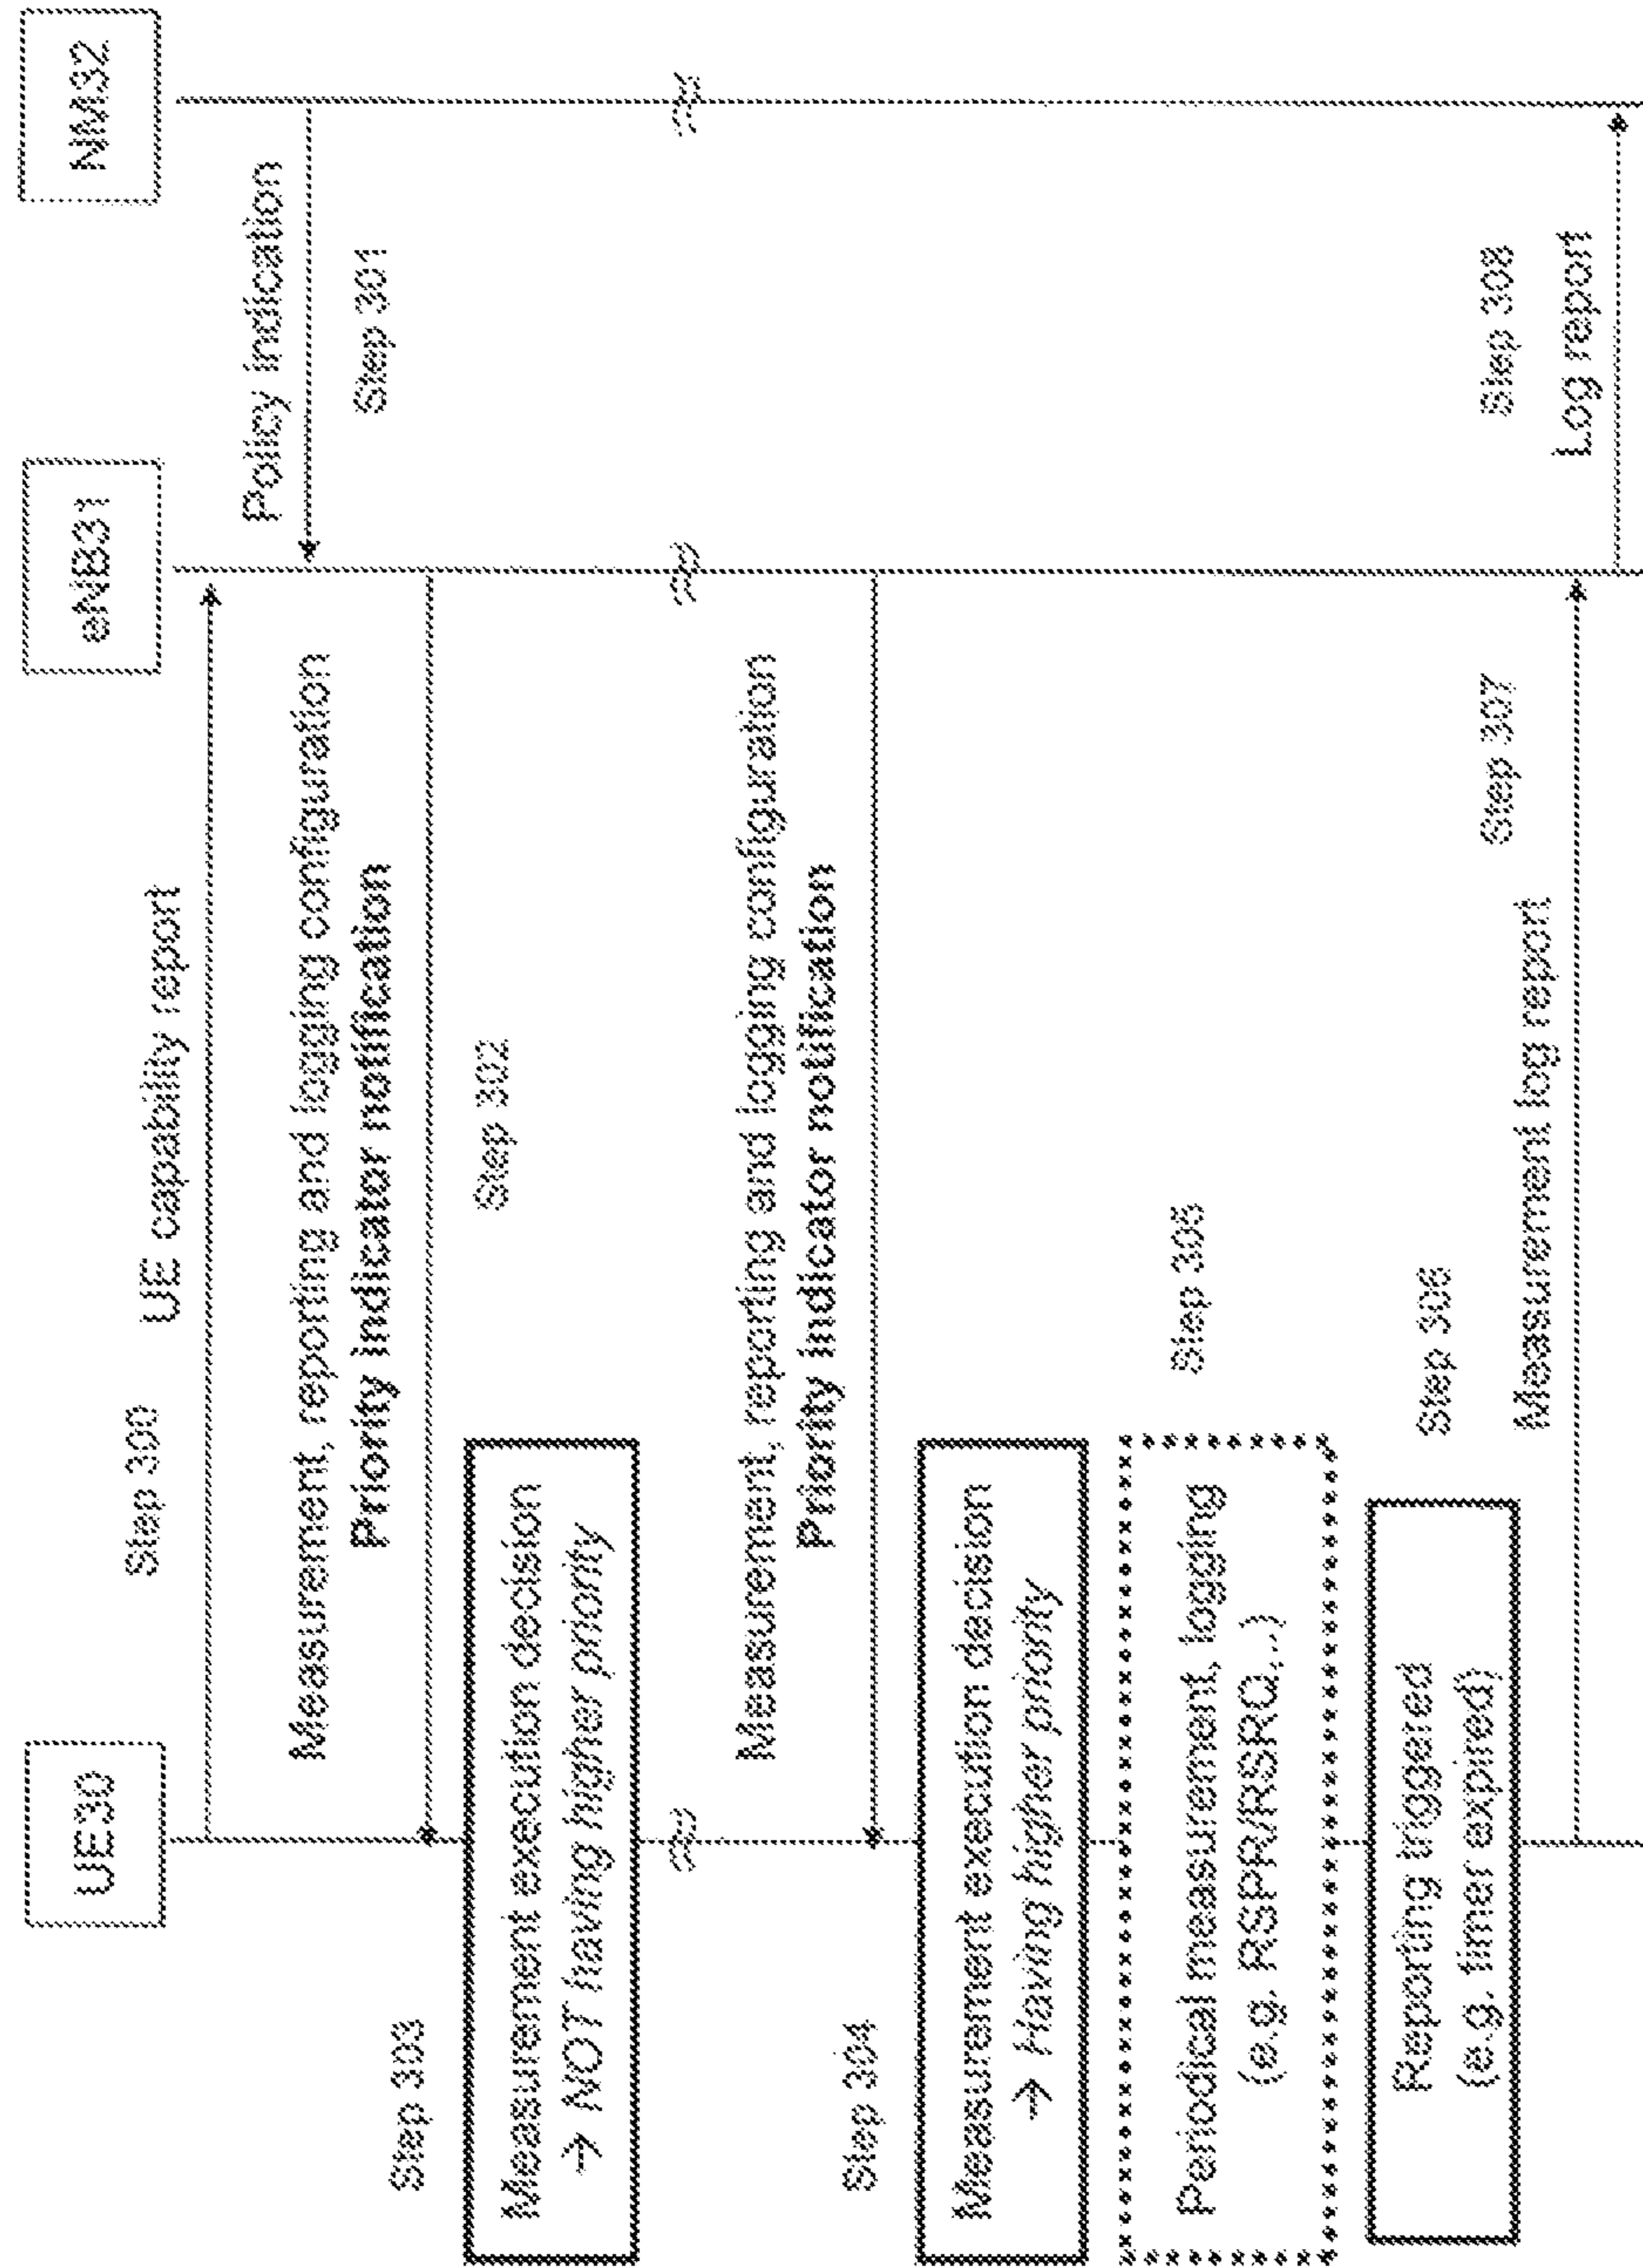 UE30
eNB31
NM32
Step 300
UE capability report
Policy indication
Step 301
Measurement, reporting and logging configuration
Priority indicator notification
Step 302
Step 303
Measurement execution decision
→ NOT having higher priority
Measurement, reporting and logging configuration
Priority indicator notification
Step 304
Measurement execution decision
→ Having higher priority
Step 305
Periodical measurement, logging
(e.g. RSPR/RSRQ,..)
Step 306
Reporting triggered
(e.g. timer expired)
Step 307
Measurement log report
Step 308
Log report